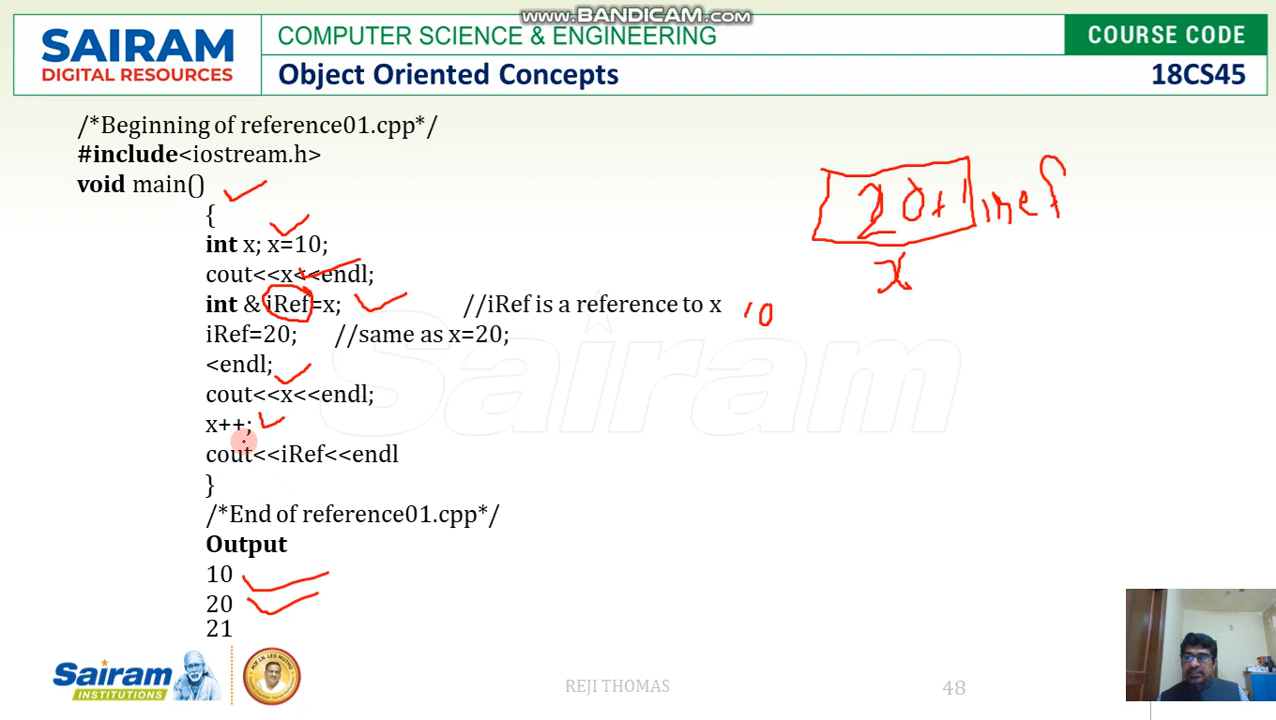 www.BANDICAM.com
SAIRAM
DIGITAL RESOURCES
COMPUTER SCIENCE & ENGINEERING
COURSE CODE
Object Oriented Concepts
18CS45
/*Beginning of reference01.cpp*/
#include<iostream.h>
void main()
{
int x; x=10;
cout<<x<<endl;
int & iRef=x; //iRef is a reference to x
10
iRef=20; //same as x=20;
<endl;
cout<<x<<endl;
x++;
cout<<iRef<<endl
}
/*End of reference01.cpp*/
Output
10
20
21
20+1 iref
x
Sairam
Sairam
INSTITUTIONS
REJI THOMAS
48